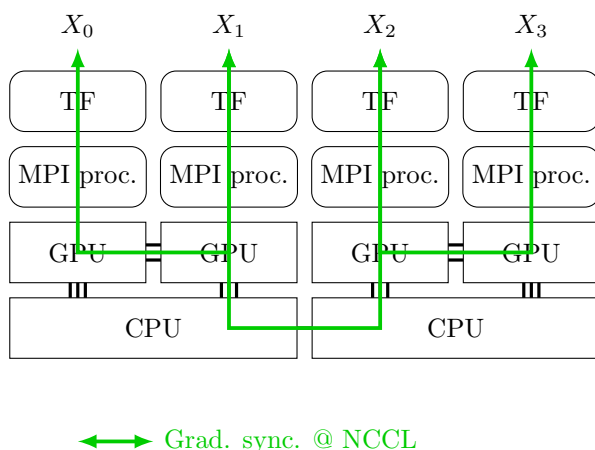 X0 X1 X2 X3
TF TF TF TF
MPI proc. MPI proc. MPI proc. MPI proc.
GPU GPU GPU GPU
CPU CPU
Grad. sync. @ NCCL